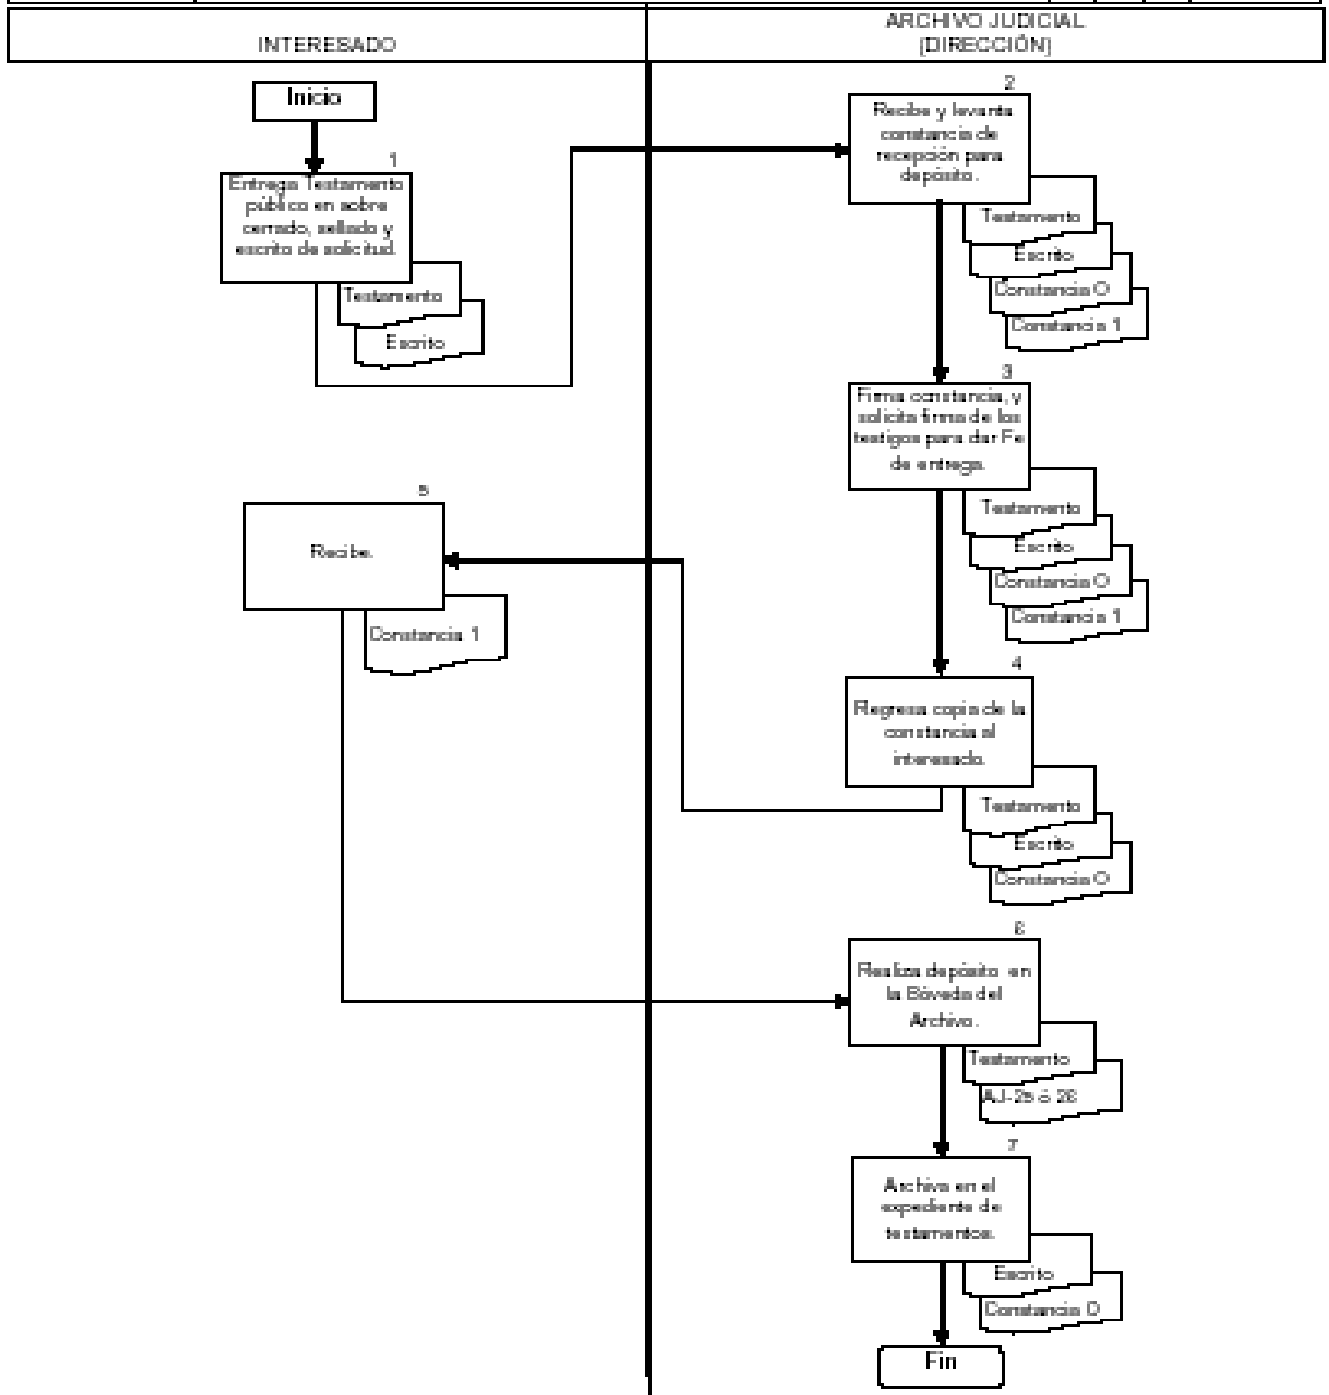 INTERESADO
ARCHIVO JUDICIAL
(DIRECCIÓN)
Inicio
1
Entrega Testamento
público en sobre
cerrado, sellado y
escrito de solicitud.
Testamento
Escrito
2
Recibe y levanta
constancia de
recepción para
depósito.
Testamento
Escrito
Constancia O
Constancia 1
3
Firma constancia, y
solicita firma de los
testigos para dar Fe
de entrega.
Testamento
Escrito
Constancia O
Constancia 1
4
Regresa copia de la
constancia al
interesado.
Testamento
Escrito
Constancia O
5
Recibe.
Constancia 1
6
Realiza depósito en
la Bóveda del
Archivo.
Testamento
AJ-25 ó 26
7
Archiva en el
expediente de
testamentos.
Escrito
Constancia O
Fin